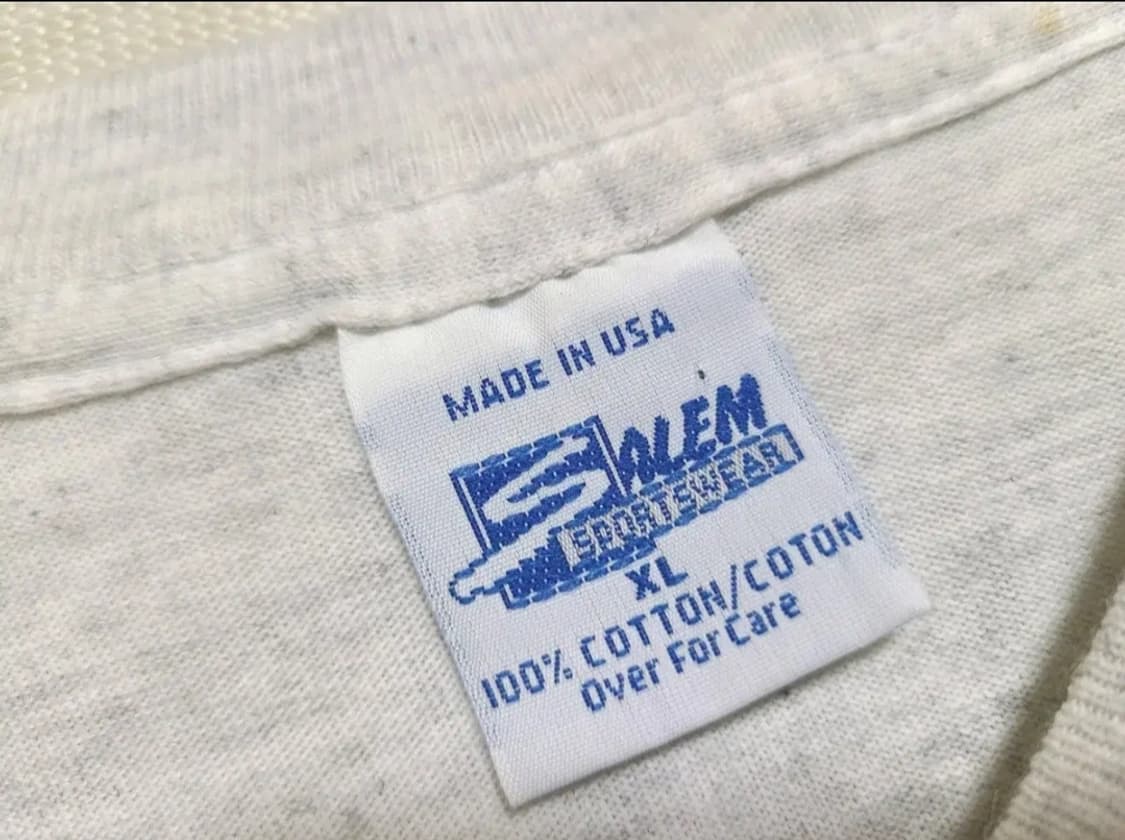 MADE IN USA
SALEM
SPORTSWEAR
XL
100% COTTON/COTON
Over For Care